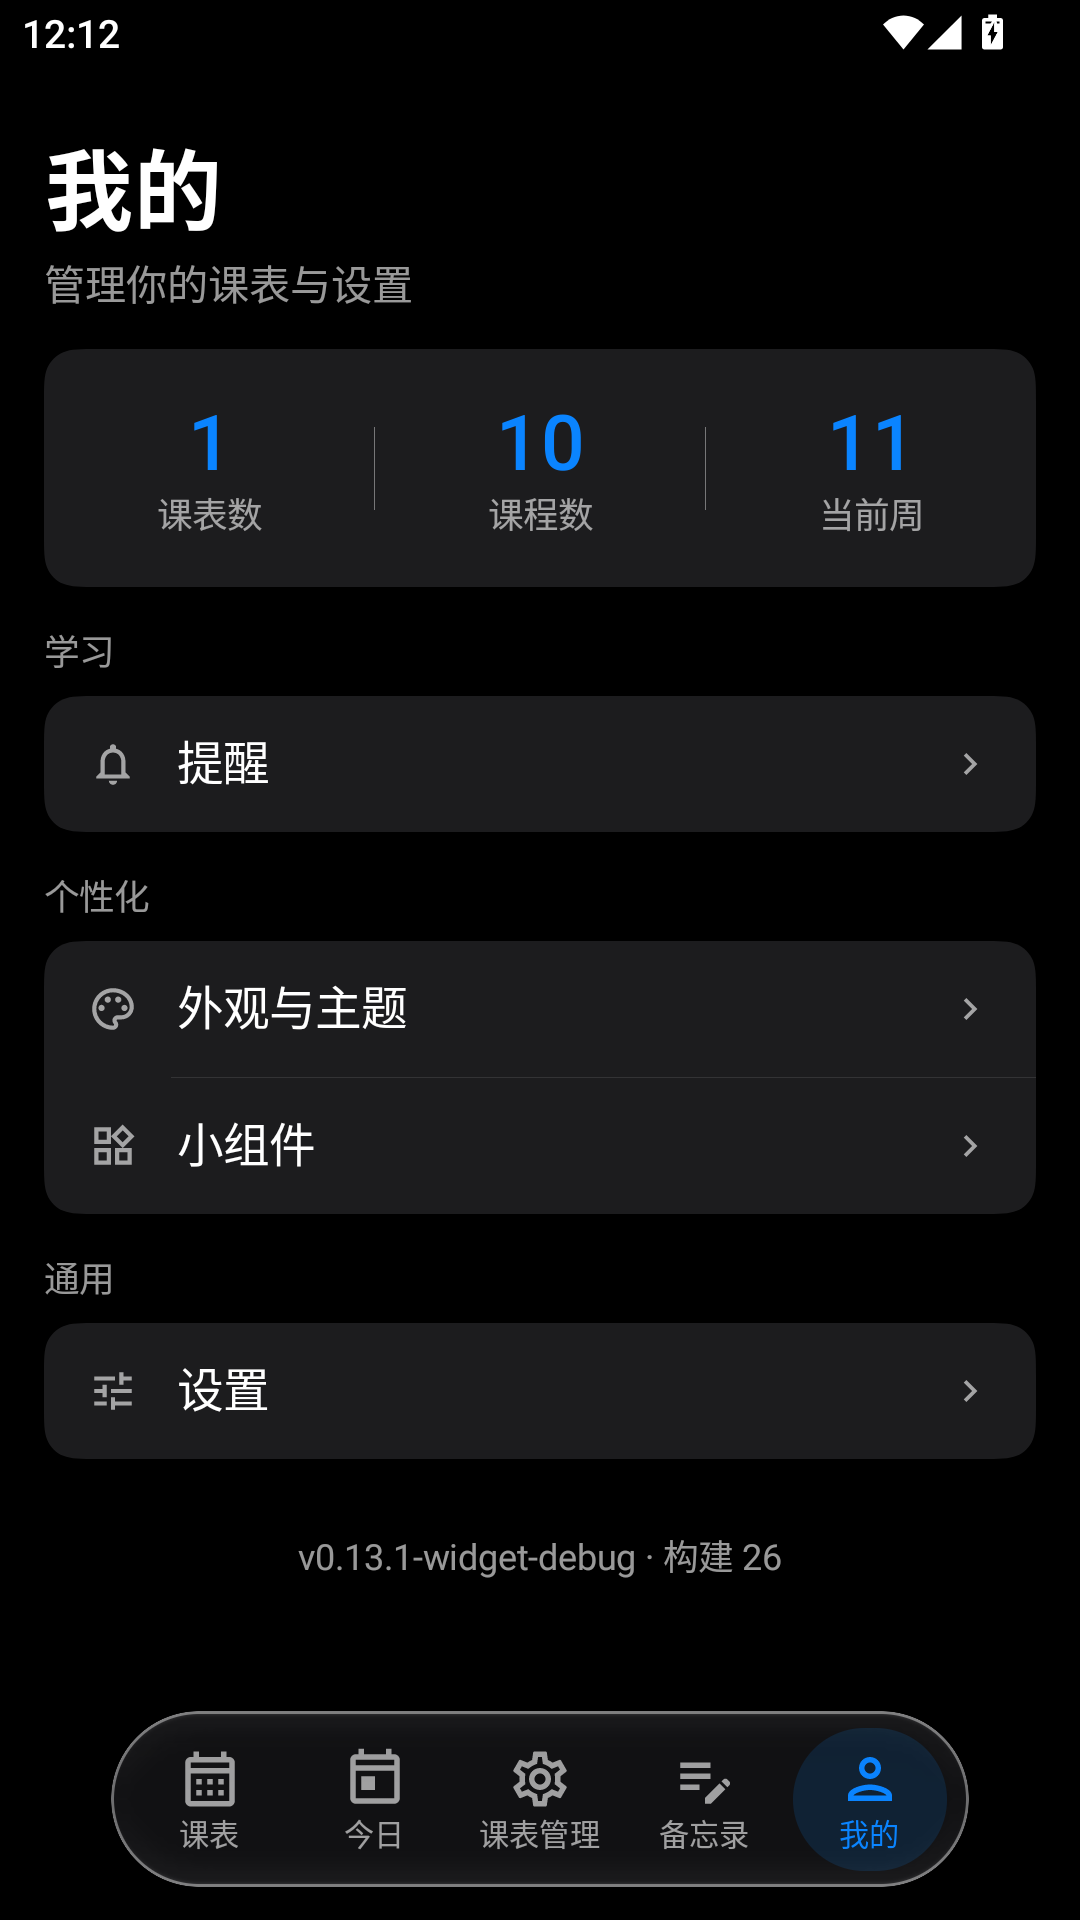 12:12
我的
管理你的课表与设置
1
课表数
10
课程数
11
当前周
学习
提醒
个性化
外观与主题
小组件
通用
设置
v0.13.1-widget-debug · 构建 26
课表
今日
课表管理
备忘录
我的